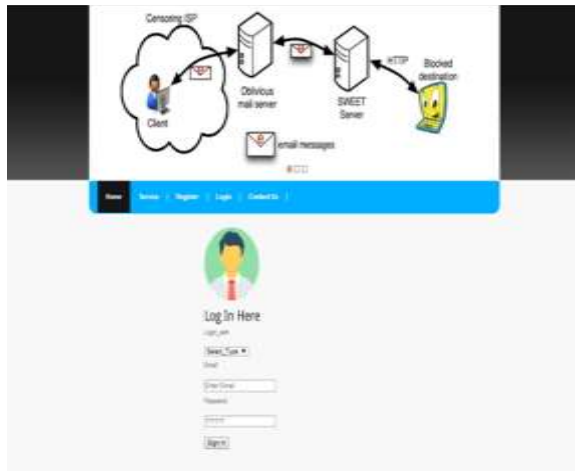 Censoring ISP
HTTP
Blocked
destination
Oblivious
mail server
SWEET
Server
Client
email messages
Home
Service | Register | Login | Contact Us |
Log In Here
Select_Type
Email
Enter Email
Password
Sign In